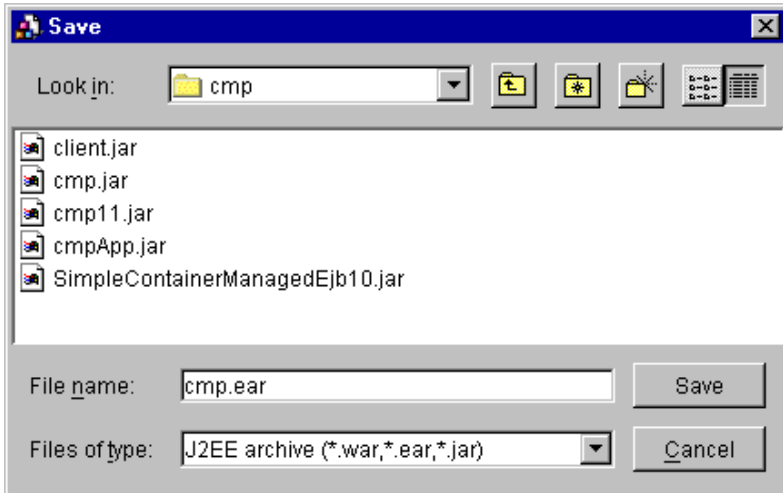 Save
Look in: cmp
client.jar
cmp.jar
cmp11.jar
cmpApp.jar
SimpleContainerManagedEjb10.jar
File name: cmp.ear Save
Files of type: J2EE archive (*.war,*.ear,*.jar) Cancel